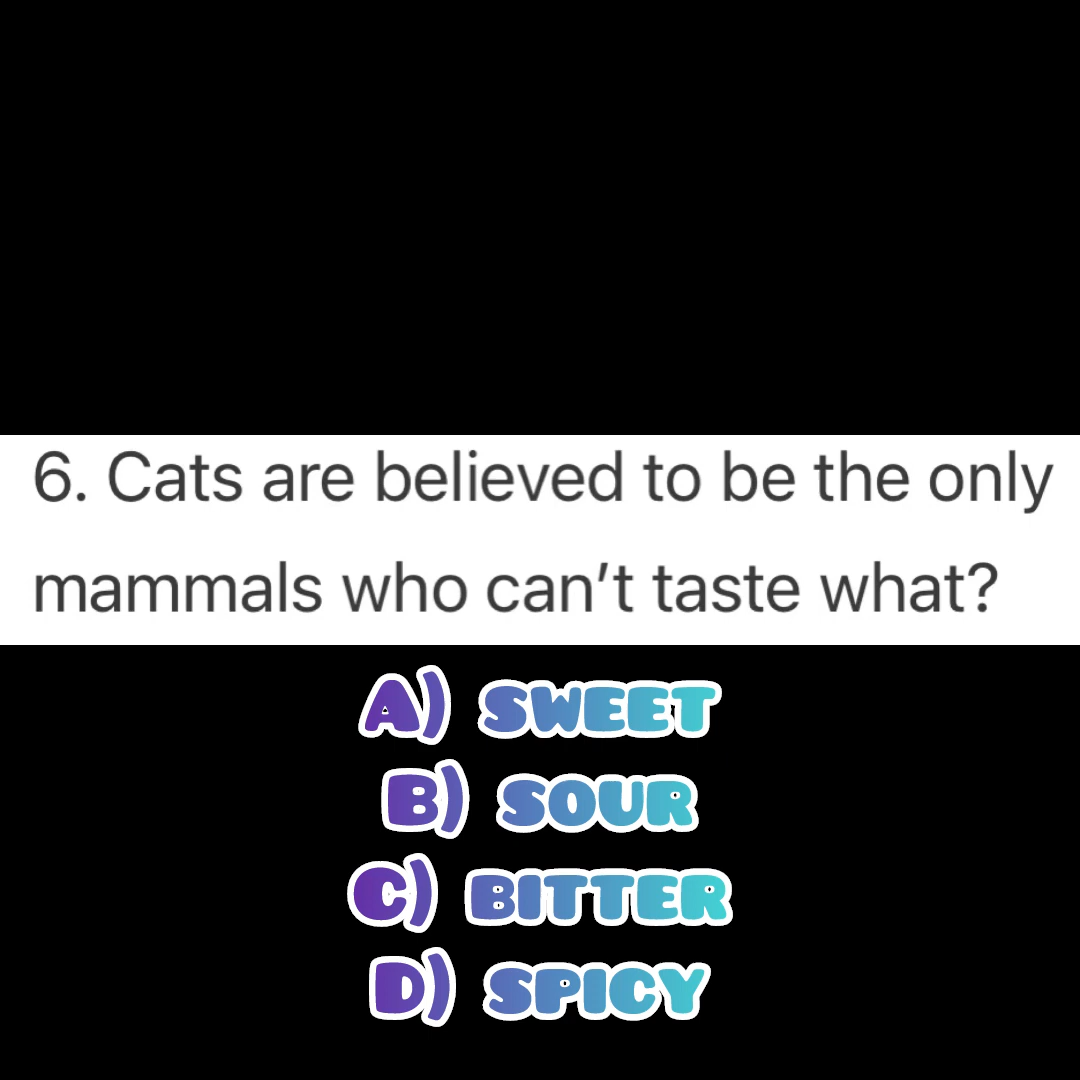 6. Cats are believed to be the only
mammals who can’t taste what?
A) SWEET
B) SOUR
C) BITTER
D) SPICY